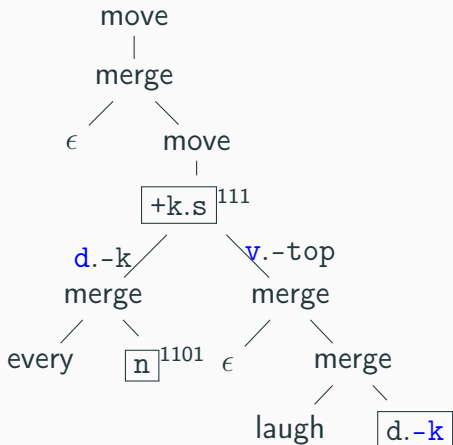 move
merge
ϵ move
+k.s 111
d.-k v.-top
merge merge
every n 1101 ϵ merge
laugh d.-k